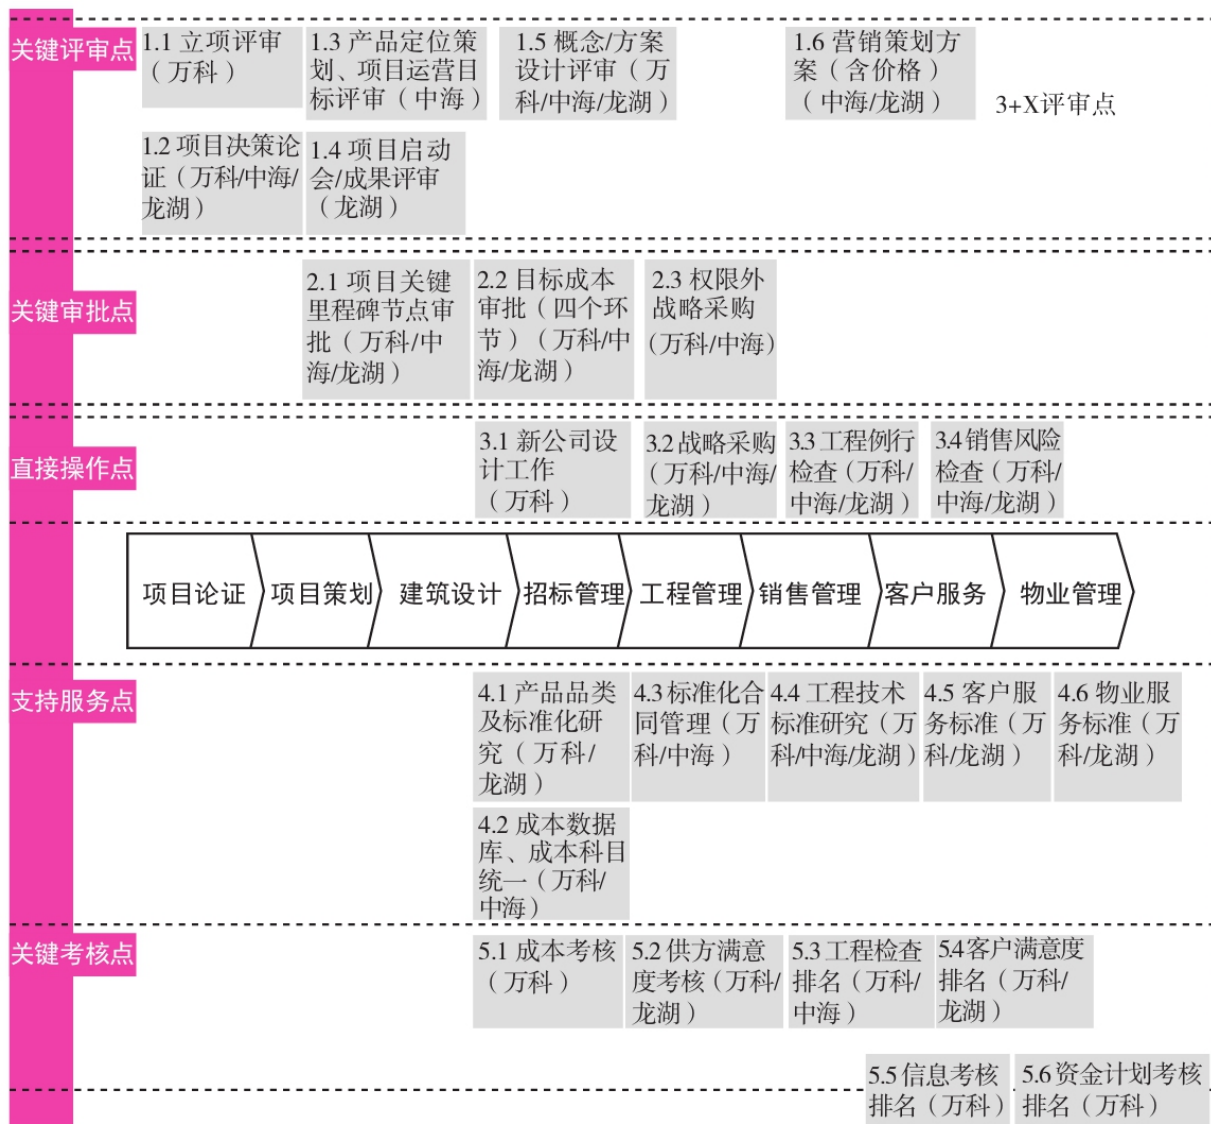 关键评审点
1.1 立项评审
（万科）
1.3 产品定位策
划、项目运营目
标评审（中海）
1.5 概念/方案
设计评审（万
科/中海/龙湖）
1.6 营销策划方
案（含价格）
（中海/龙湖）
3+X评审点
1.2 项目决策论
证（万科/中海/
龙湖）
1.4 项目启动
会/成果评审
（龙湖）
关键审批点
2.1 项目关键
里程碑节点审
批（万科/中
海/龙湖）
2.2 目标成本
审批（四个环
节）（万科/中
海/龙湖）
2.3 权限外
战略采购
（万科/中海）
直接操作点
3.1 新公司设
计工作
（万科）
3.2 战略采购
（万科/中海/
龙湖）
3.3 工程例行
检查（万科/
中海/龙湖）
3.4 销售风险
检查（万科/
中海/龙湖）
项目论证
项目策划
建筑设计
招标管理
工程管理
销售管理
客户服务
物业管理
支持服务点
4.1 产品品类
及标准化研
究（万科/
龙湖）
4.3 标准化合
同管理（万
科/中海）
4.4 工程技术
标准研究（万
科/中海/龙湖）
4.5 客户服
务标准（万
科/龙湖）
4.6 物业服
务标准（万
科/龙湖）
4.2 成本数据
库、成本科目
统一（万科/
中海）
关键考核点
5.1 成本考核
（万科）
5.2 供方满意
度考核（万科/
龙湖）
5.3 工程检查
排名（万科/
中海）
5.4 客户满意度
排名（万科/
龙湖）
5.5 信息考核
排名（万科）
5.6 资金计划考核
排名（万科）